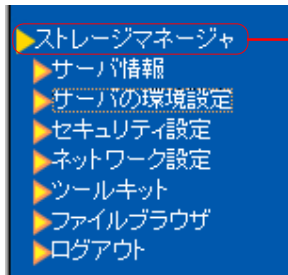 ストレージマネージャ
サーバ情報
サーバの環境設定
セキュリティ設定
ネットワーク設定
ツールキット
ファイルブラウザ
ログアウト